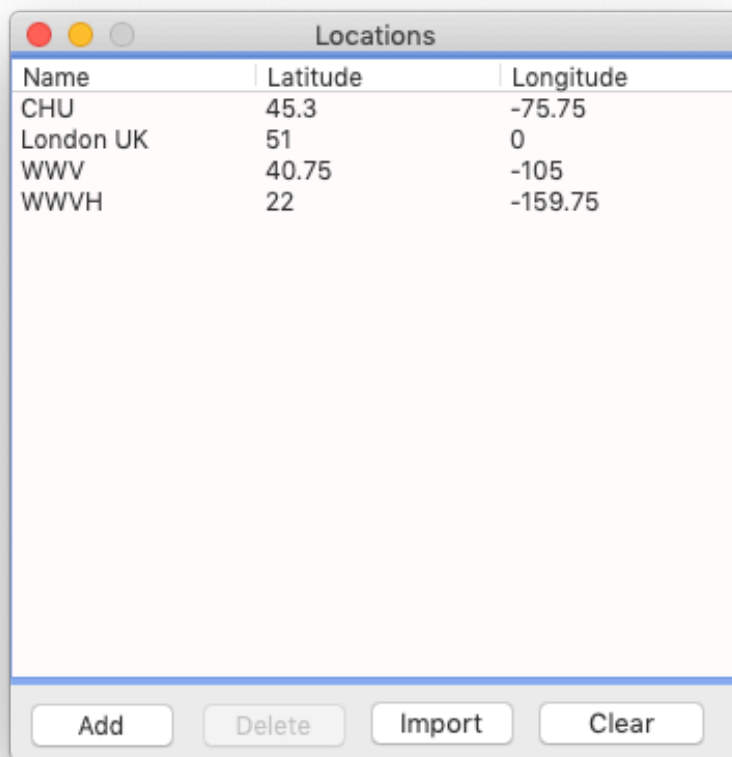 Locations
Name Latitude Longitude
CHU 45.3 -75.75
London UK 51 0
WWV 40.75 -105
WWVH 22 -159.75
Add Delete Import Clear